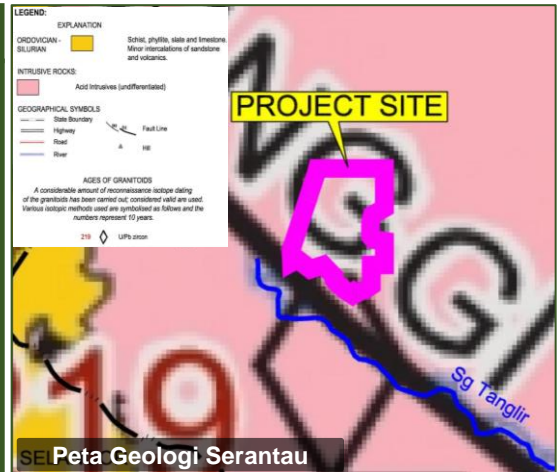 LEGEND:
EXPLANATION
ORDOVICIAN -
SILURIAN
Schist, phyllite, slate and limestone.
Minor intercalations of sandstone
and volcanics.
INTRUSIVE ROCKS:
Acid Intrusives (undifferentiated)
GEOGRAPHICAL SYMBOLS
State Boundary
Highway
Road
River
Fault Line
Hill
AGES OF GRANITOIDS
A considerable amount of reconnaissance isotope dating
of the granitoids has been carried out; considered valid are used.
Various isotopic methods used are symbolised as follows and the
numbers represent 10 years.
219
U/Pb zircon
PROJECT SITE
NGGI
Sg Tanglir
219
SEL
Peta Geologi Serantau